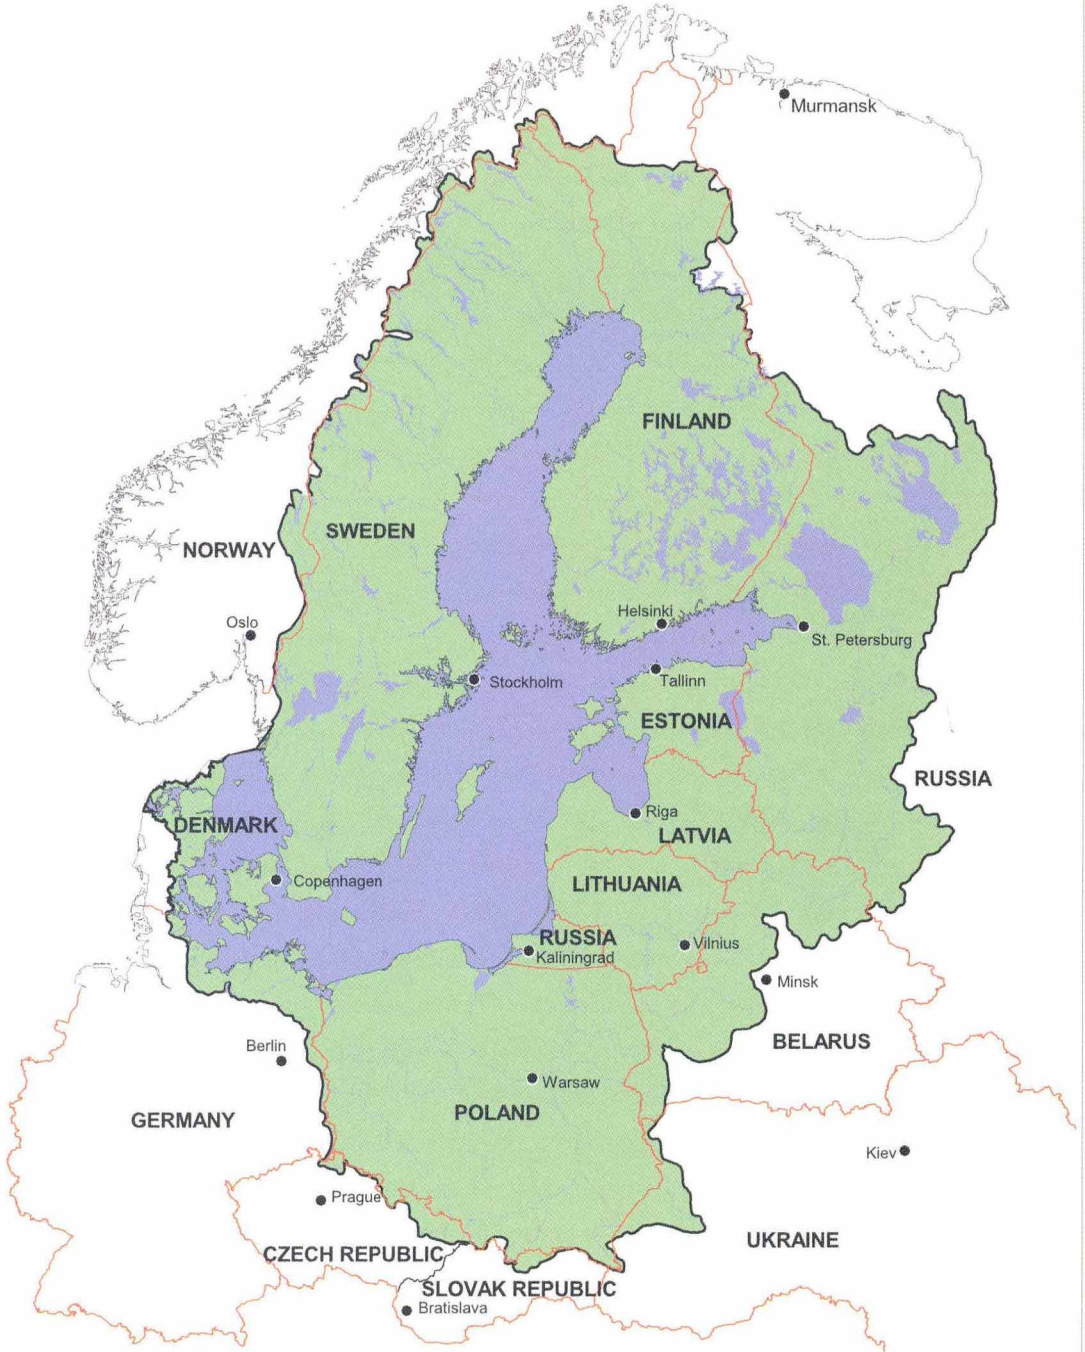 Murmansk
FINLAND
SWEDEN
NORWAY
Helsinki
Oslo
St. Petersburg
Stockholm
Tallinn
ESTONIA
RUSSIA
Riga
DENMARK
LATVIA
Copenhagen
LITHUANIA
RUSSIA
Vilnius
Kaliningrad
Minsk
BELARUS
Berlin
Warsaw
POLAND
GERMANY
Kiev
Prague
UKRAINE
CZECH REPUBLIC
SLOVAK REPUBLIC
Bratislava